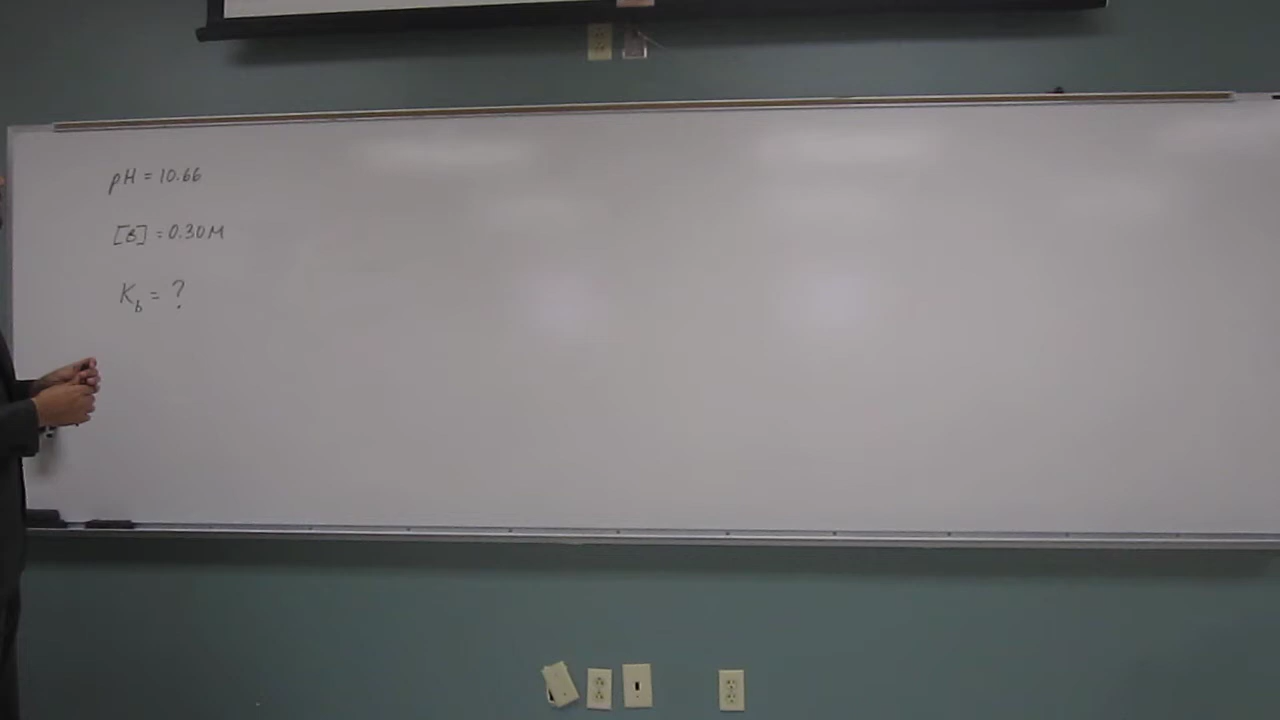 pH = 10.66
[B] = 0.30 M
K_b = ?